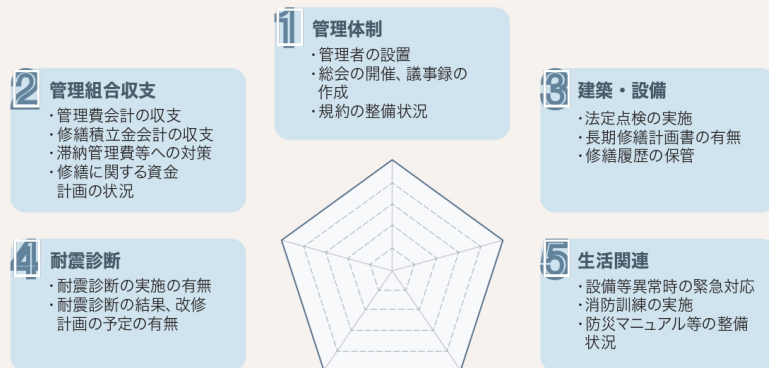 1 管理体制
・管理者の設置
・総会の開催、議事録の
作成
・規約の整備状況
2 管理組合収支
・管理費会計の収支
・修繕積立金会計の収支
・滞納管理費等への対策
・修繕に関する資金
計画の状況
3 建築・設備
・法定点検の実施
・長期修繕計画書の有無
・修繕履歴の保管
4 耐震診断
・耐震診断の実施の有無
・耐震診断の結果、改修
計画の予定の有無
5 生活関連
・設備等異常時の緊急対応
・消防訓練の実施
・防災マニュアル等の整備
状況